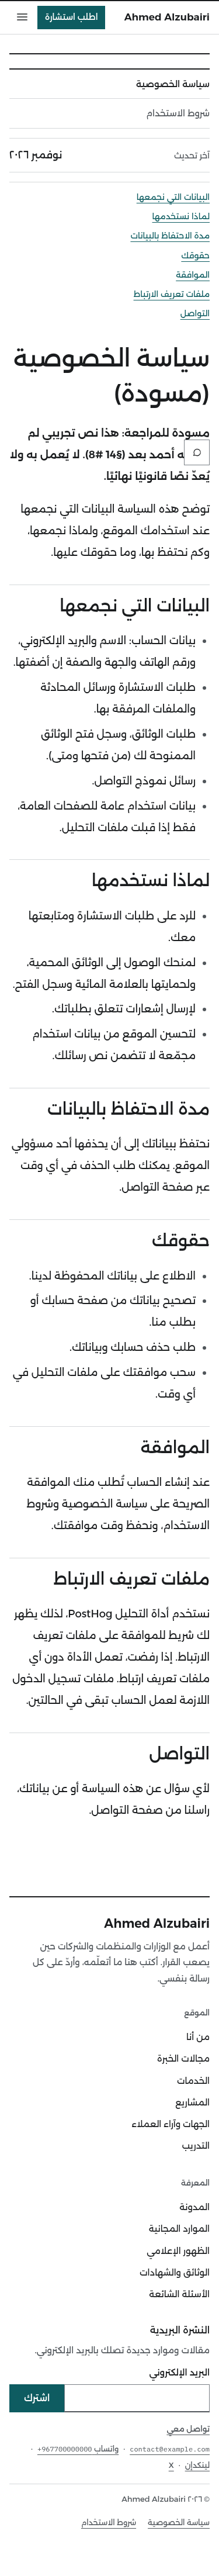 Ahmed Alzubairi
اطلب استشارة
سياسة الخصوصية
شروط الاستخدام
آخر تحديث
نوفمبر ٢٠٢٦
البيانات التي نجمعها
لماذا نستخدمها
مدة الاحتفاظ بالبيانات
حقوقك
الموافقة
ملفات تعريف الارتباط
التواصل
سياسة الخصوصية
(مسودة)
مسودة للمراجعة: هذا نص تجريبي لم
ه أحمد بعد (§14 #8). لا يُعمل به ولا
يُعدّ نصًا قانونيًا نهائيًا.
توضح هذه السياسة البيانات التي نجمعها
عند استخدامك الموقع، ولماذا نجمعها،
وكم نحتفظ بها، وما حقوقك عليها.
البيانات التي نجمعها
بيانات الحساب: الاسم والبريد الإلكتروني،
ورقم الهاتف والجهة والصفة إن أضفتها.
طلبات الاستشارة ورسائل المحادثة
والملفات المرفقة بها.
طلبات الوثائق، وسجل فتح الوثائق
الممنوحة لك (من فتحها ومتى).
رسائل نموذج التواصل.
بيانات استخدام عامة للصفحات العامة،
فقط إذا قبلت ملفات التحليل.
لماذا نستخدمها
للرد على طلبات الاستشارة ومتابعتها
معك.
لمنحك الوصول إلى الوثائق المحمية،
ولحمايتها بالعلامة المائية وسجل الفتح.
لإرسال إشعارات تتعلق بطلباتك.
لتحسين الموقع من بيانات استخدام
مجمّعة لا تتضمن نص رسائلك.
مدة الاحتفاظ بالبيانات
نحتفظ ببياناتك إلى أن يحذفها أحد مسؤولي
الموقع. يمكنك طلب الحذف في أي وقت
عبر صفحة التواصل.
حقوقك
الاطلاع على بياناتك المحفوظة لدينا.
تصحيح بياناتك من صفحة حسابك أو
بطلب منا.
طلب حذف حسابك وبياناتك.
سحب موافقتك على ملفات التحليل في
أي وقت.
الموافقة
عند إنشاء الحساب تُطلب منك الموافقة
الصريحة على سياسة الخصوصية وشروط
الاستخدام، ونحفظ وقت موافقتك.
ملفات تعريف الارتباط
نستخدم أداة التحليل PostHog، لذلك يظهر
لك شريط للموافقة على ملفات تعريف
الارتباط. إذا رفضت، تعمل الأداة دون أي
ملفات تعريف ارتباط. ملفات تسجيل الدخول
اللازمة لعمل الحساب تبقى في الحالتين.
التواصل
لأي سؤال عن هذه السياسة أو عن بياناتك،
راسلنا من صفحة التواصل.
Ahmed Alzubairi
أعمل مع الوزارات والمنظمات والشركات حين
يصعب القرار. أكتب هنا ما أتعلّمه، وأردّ على كل
رسالة بنفسي.
الموقع
من أنا
مجالات الخبرة
الخدمات
المشاريع
الجهات وآراء العملاء
التدريب
المعرفة
المدونة
الموارد المجانية
الظهور الإعلامي
الوثائق والشهادات
الأسئلة الشائعة
النشرة البريدية
مقالات وموارد جديدة تصلك بالبريد الإلكتروني.
البريد الإلكتروني
اشترك
تواصل معي
contact@example.com · واتساب +967700000000 ·
لينكدإن · X
© ٢٠٢٦ Ahmed Alzubairi
سياسة الخصوصية شروط الاستخدام